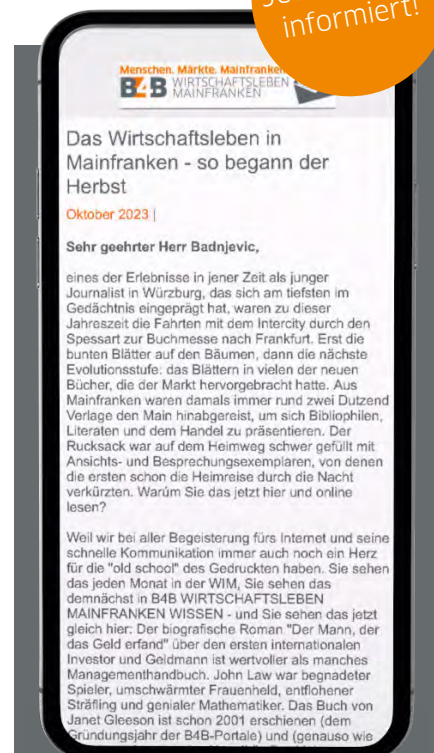 informiert!
Menschen. Märkte. Mainfranken
B4B WIRTSCHAFTSLEBEN
MAINFRANKEN
Das Wirtschaftsleben in
Mainfranken - so begann der
Herbst
Oktober 2023 |
Sehr geehrter Herr Badnjevic,
eines der Erlebnisse in jener Zeit als junger
Journalist in Würzburg, das sich am tiefsten im
Gedächtnis eingeprägt hat, waren zu dieser
Jahreszeit die Fahrten mit dem Intercity durch den
Spessart zur Buchmesse nach Frankfurt. Erst die
bunten Blätter auf den Bäumen, dann die nächste
Evolutionsstufe: das Blättern in vielen der neuen
Bücher, die der Markt hervorgebracht hatte. Aus
Mainfranken waren damals immer rund zwei Dutzend
Verlage den Main hinabgereist, um sich Bibliophilen,
Literaten und dem Handel zu präsentieren. Der
Rucksack war auf dem Heimweg schwer gefüllt mit
Ansichts- und Besprechungsexemplaren, von denen
die ersten schon die Heimreise durch die Nacht
verkürzten. Warúm Sie das jetzt hier und online
lesen?
Weil wir bei aller Begeisterung fürs Internet und seine
schnelle Kommunikation immer auch noch ein Herz
für die "old school" des Gedruckten haben. Sie sehen
das jeden Monat in der WIM, Sie sehen das
demnächst in B4B WIRTSCHAFTSLEBEN
MAINFRANKEN WISSEN - und Sie sehen das jetzt
gleich hier: Der biografische Roman "Der Mann, der
das Geld erfand" über den ersten internationalen
Investor und Geldmann ist wertvoller als manches
Managementhandbuch. John Law war begnadeter
Spieler, umschwärmter Frauenheld, entflohener
Sträfling und genialer Mathematiker. Das Buch von
Janet Gleeson ist schon 2001 erschienen (dem
Gründungsjahr der B4B-Portale) und (genauso wie